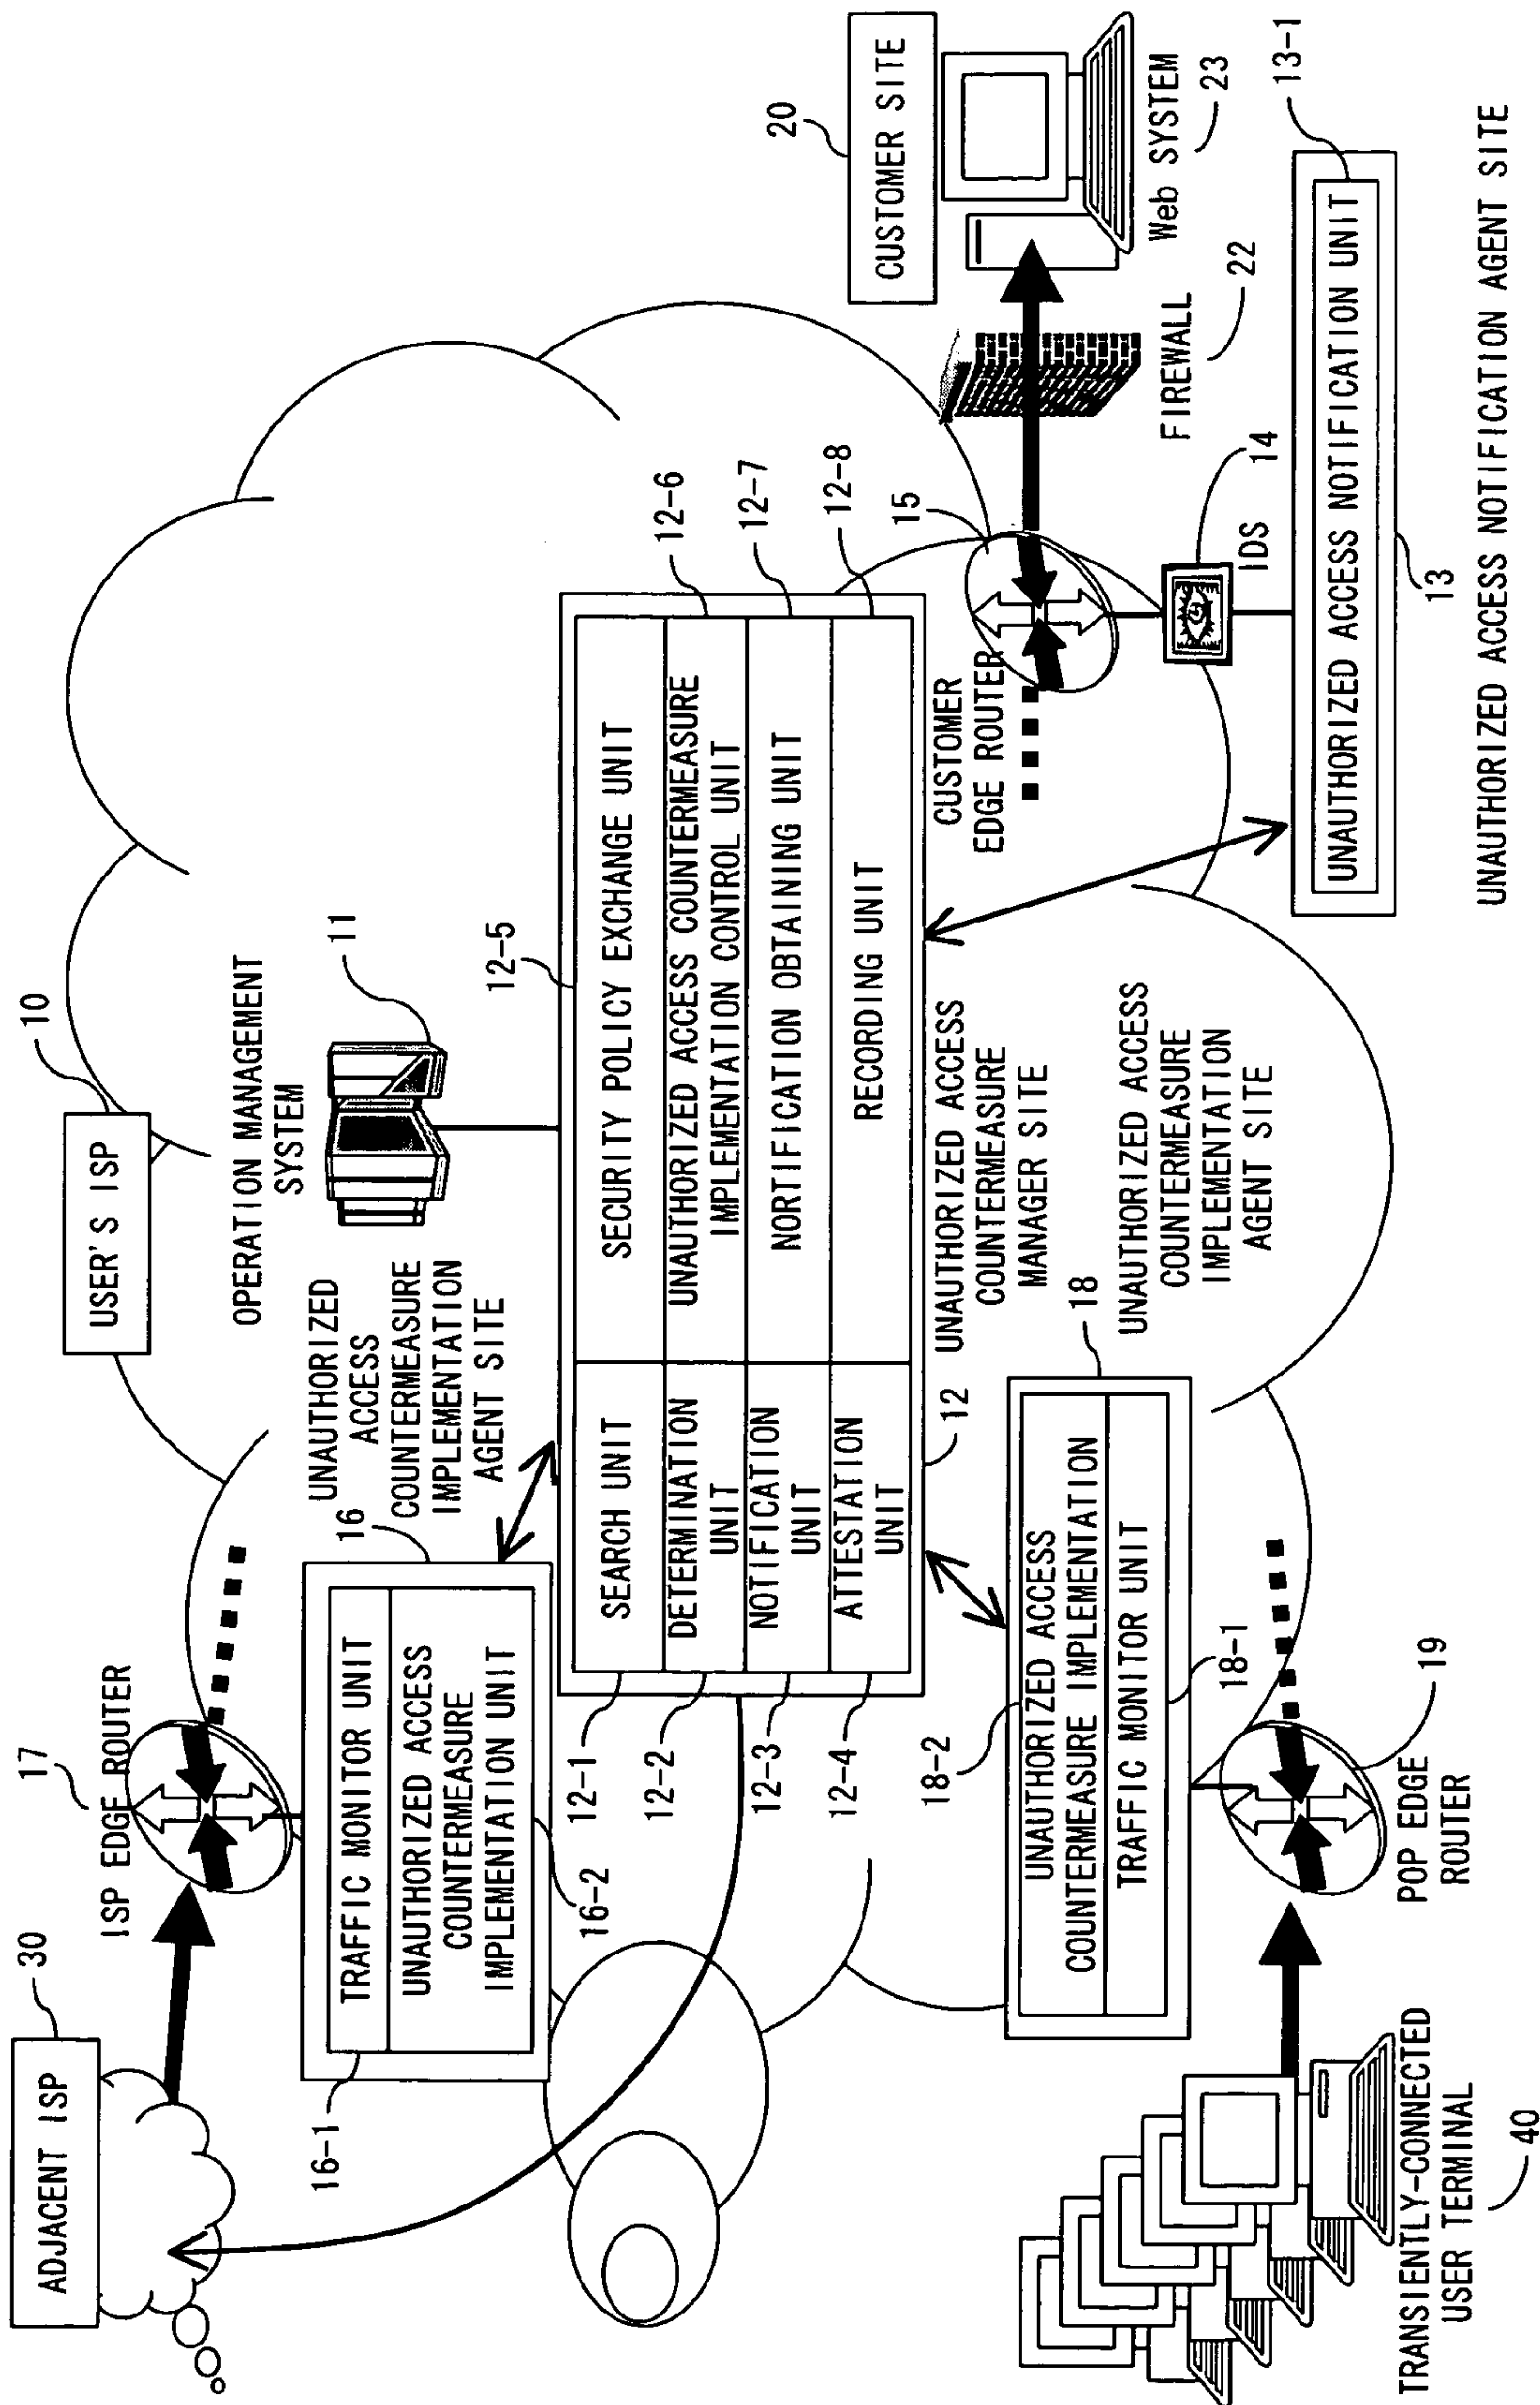 ADJACENT ISP
30
USER'S ISP
10
17
ISP EDGE ROUTER
OPERATION MANAGEMENT
SYSTEM
11
UNAUTHORIZED
ACCESS
COUNTERMEASURE
IMPLEMENTATION
AGENT SITE
16
TRAFFIC MONITOR UNIT
UNAUTHORIZED ACCESS
COUNTERMEASURE
IMPLEMENTATION UNIT
16-1
16-2
12-5
SEARCH UNIT
SECURITY POLICY EXCHANGE UNIT
DETERMINATION
UNIT
UNAUTHORIZED ACCESS COUNTERMEASURE
IMPLEMENTATION CONTROL UNIT
NOTIFICATION
UNIT
NORTIFICATION OBTAINING UNIT
ATTESTATION
UNIT
RECORDING UNIT
12-1
12-2
12-3
12-4
12-6
12-7
12-8
12
UNAUTHORIZED ACCESS
COUNTERMEASURE
MANAGER SITE
CUSTOMER
EDGE ROUTER
15
20
CUSTOMER SITE
Web SYSTEM
23
FIREWALL
22
14
IDS
18-2
UNAUTHORIZED ACCESS
COUNTERMEASURE IMPLEMENTATION
TRAFFIC MONITOR UNIT
18-1
18
UNAUTHORIZED ACCESS
COUNTERMEASURE
IMPLEMENTATION
AGENT SITE
13-1
UNAUTHORIZED ACCESS NOTIFICATION UNIT
13
UNAUTHORIZED ACCESS NOTIFICATION AGENT SITE
19
POP EDGE
ROUTER
TRANSIENTLY-CONNECTED
USER TERMINAL
40